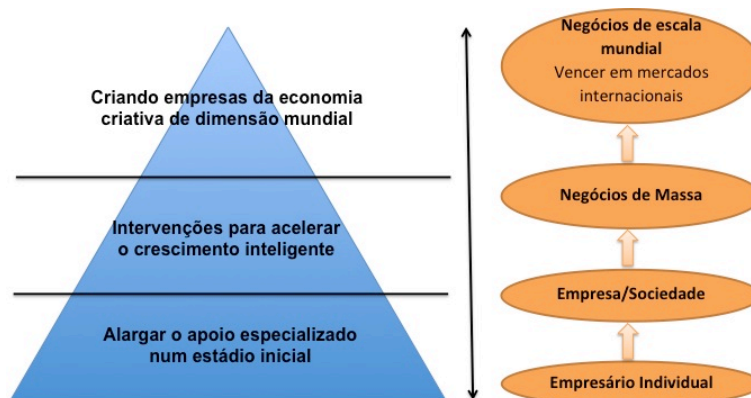 Criando empresas da economia
criativa de dimensão mundial
Intervenções para acelerar
o crescimento inteligente
Alargar o apoio especializado
num estádio inicial
Negócios de escala
mundial
Vencer em mercados
internacionais
Negócios de Massa
Empresa/Sociedade
Empresário Individual